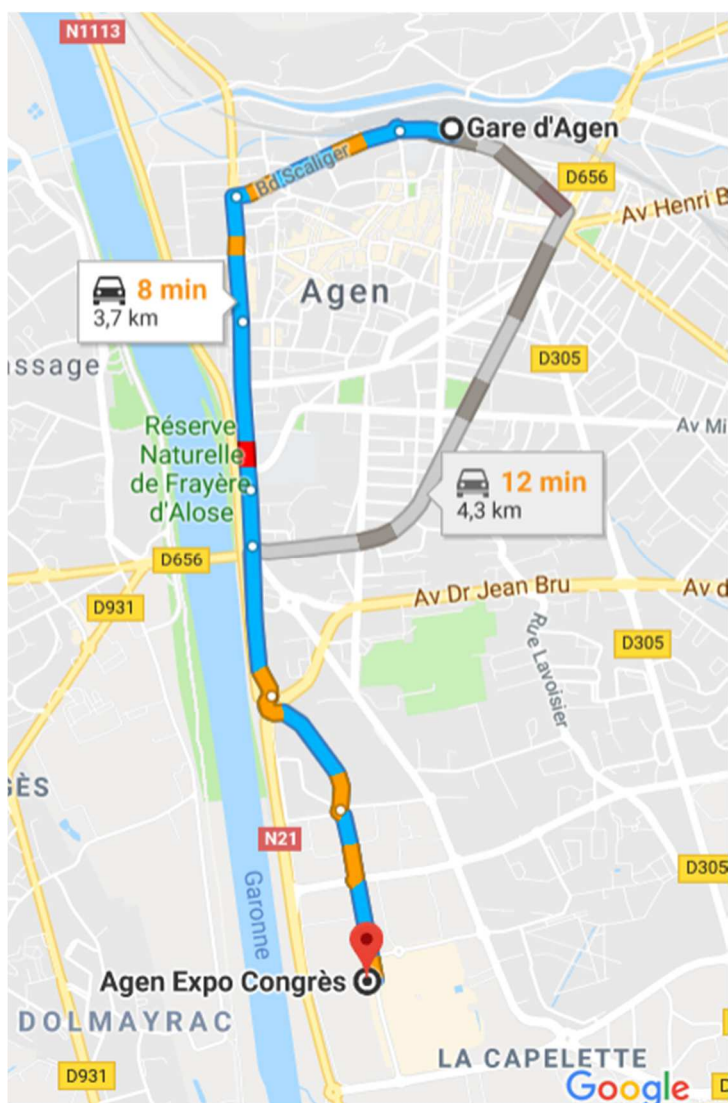 N1113
Gare d'Agen
Bd Scaliger
D656
Av Henri B
8 min
3,7 km
Agen
ssage
D305
Av Mi
Réserve
Naturelle
de Frayère
d'Alose
12 min
4,3 km
D656
D931
Av Dr Jean Bru
Av d
Rue Lavoisier
D305
GÈS
N21
D305
Garonne
Agen Expo Congrès
DOLMAYRAC
LA CAPELETTE
D931
Google
D